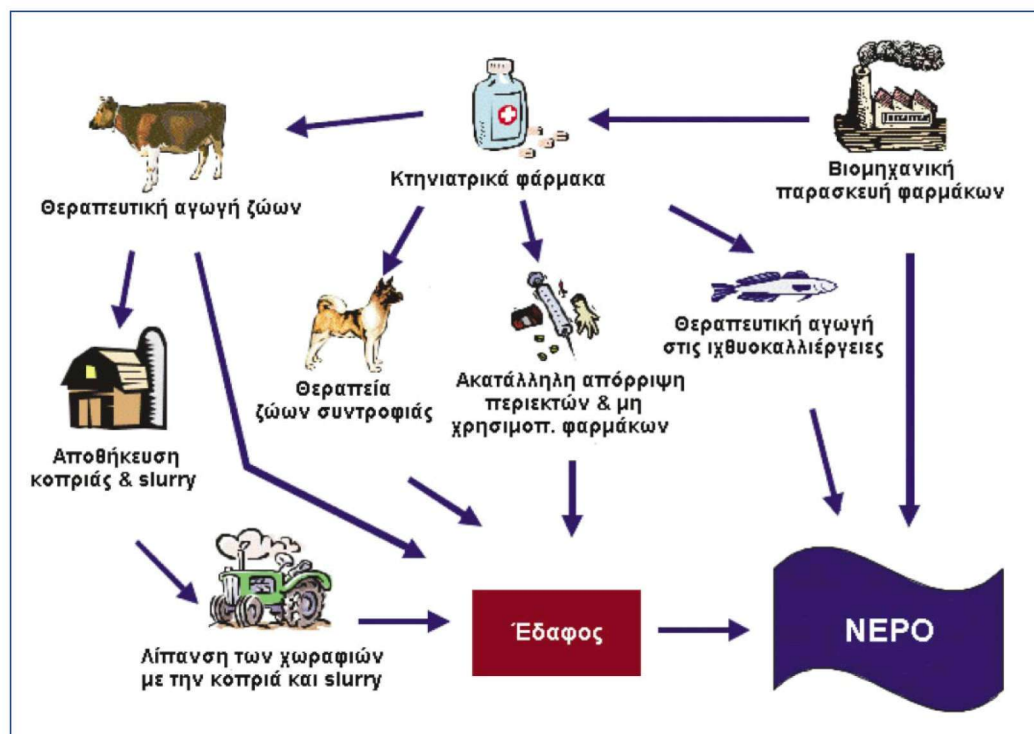 Βιομηχανική
παρασκευή φαρμάκων
Κτηνιατρικά φάρμακα
Θεραπευτική αγωγή ζώων
Θεραπευτική αγωγή
στις ιχθυοκαλλιέργειες
Ακατάλληλη απόρριψη
περιεκτών & μη
χρησιμοπ. φαρμάκων
Θεραπεία
ζώων συντροφιάς
Αποθήκευση
κοπριάς & slurry
Λίπανση των χωραφιών
με την κοπριά και slurry
Έδαφος
ΝΕΡΟ